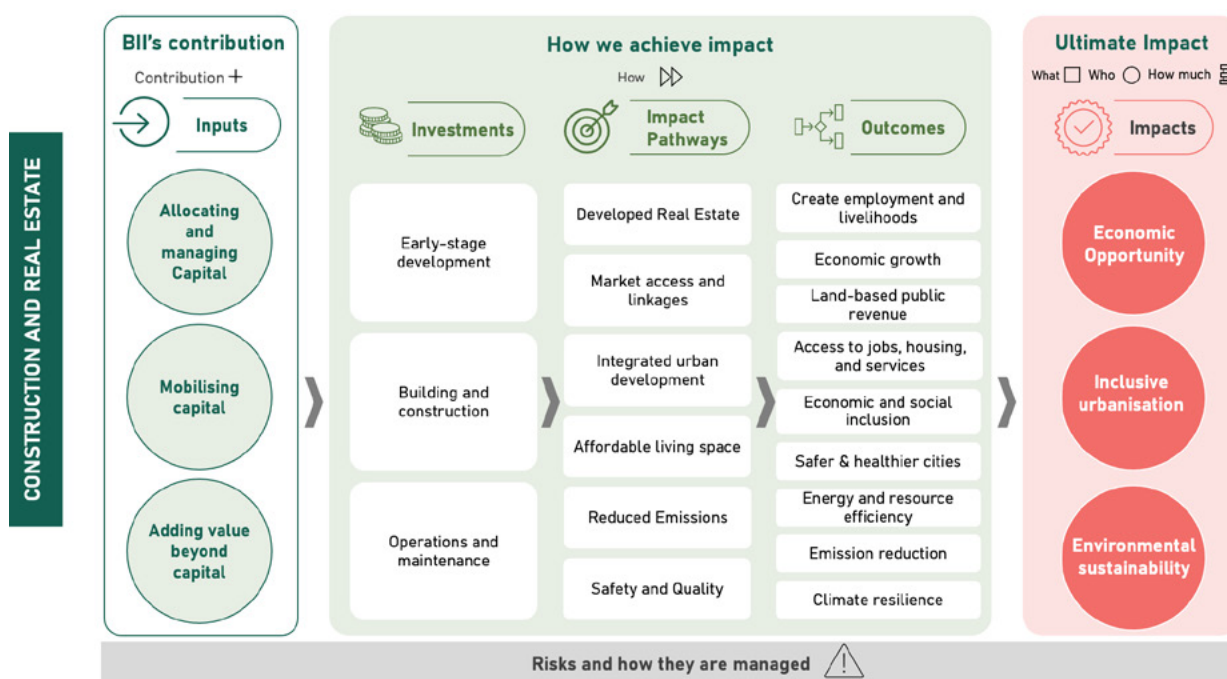 CONSTRUCTION AND REAL ESTATE
BII's contribution
Contribution +
Inputs
Allocating
and
managing
Capital
Mobilising
capital
Adding value
beyond
capital
How we achieve impact
How
Investments
Early-stage
development
Building and
construction
Operations and
maintenance
Impact
Pathways
Developed Real Estate
Market access and
linkages
Integrated urban
development
Affordable living space
Reduced Emissions
Safety and Quality
Outcomes
Create employment and
livelihoods
Economic growth
Land-based public
revenue
Access to jobs, housing,
and services
Economic and social
inclusion
Safer & healthier cities
Energy and resource
efficiency
Emission reduction
Climate resilience
Ultimate Impact
What Who How much
Impacts
Economic
Opportunity
Inclusive
urbanisation
Environmental
sustainability
Risks and how they are managed